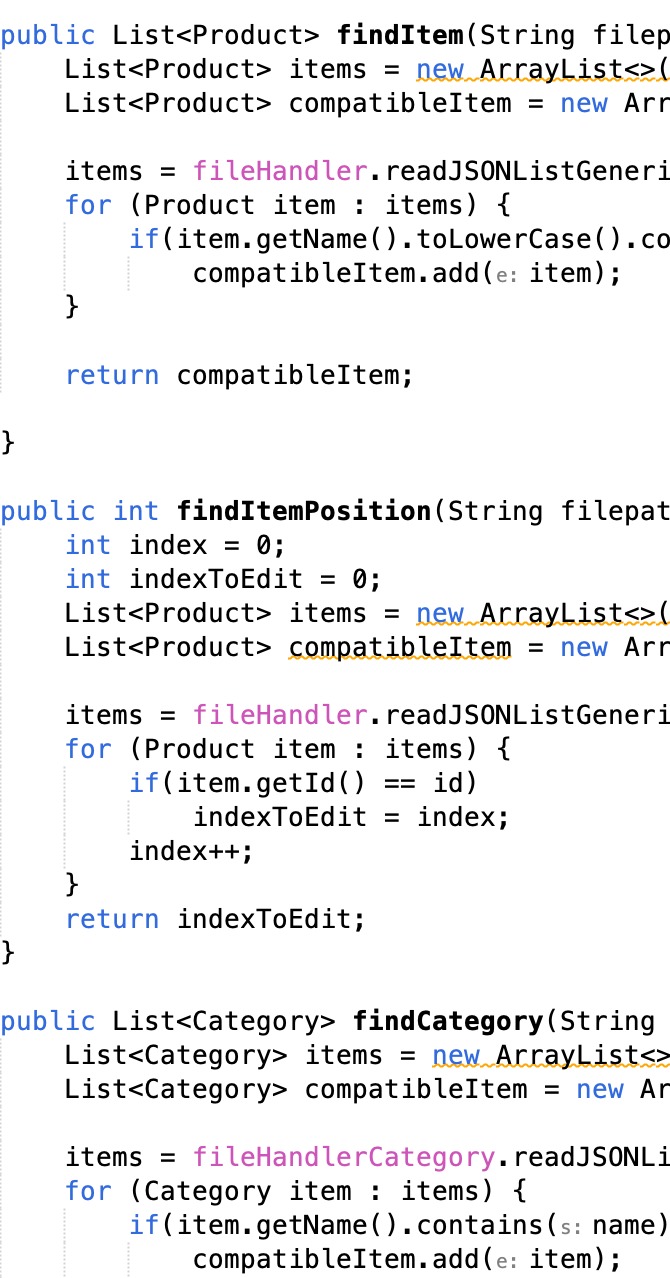 public List<Product> findItem(String filep
List<Product> items = new ArrayList<>(
List<Product> compatibleItem = new Arr
items = fileHandler.readJSONListGeneri
for (Product item : items) {
if(item.getName().toLowerCase().co
compatibleItem.add(e: item);
}
return compatibleItem;
}
public int findItemPosition(String filepat
int index = 0;
int indexToEdit = 0;
List<Product> items = new ArrayList<>(
List<Product> compatibleItem = new Arr
items = fileHandler.readJSONListGeneri
for (Product item : items) {
if(item.getId() == id)
indexToEdit = index;
index++;
}
return indexToEdit;
}
public List<Category> findCategory(String
List<Category> items = new ArrayList<>
List<Category> compatibleItem = new Ar
items = fileHandlerCategory.readJSONLi
for (Category item : items) {
if(item.getName().contains(s: name)
compatibleItem.add(e: item);